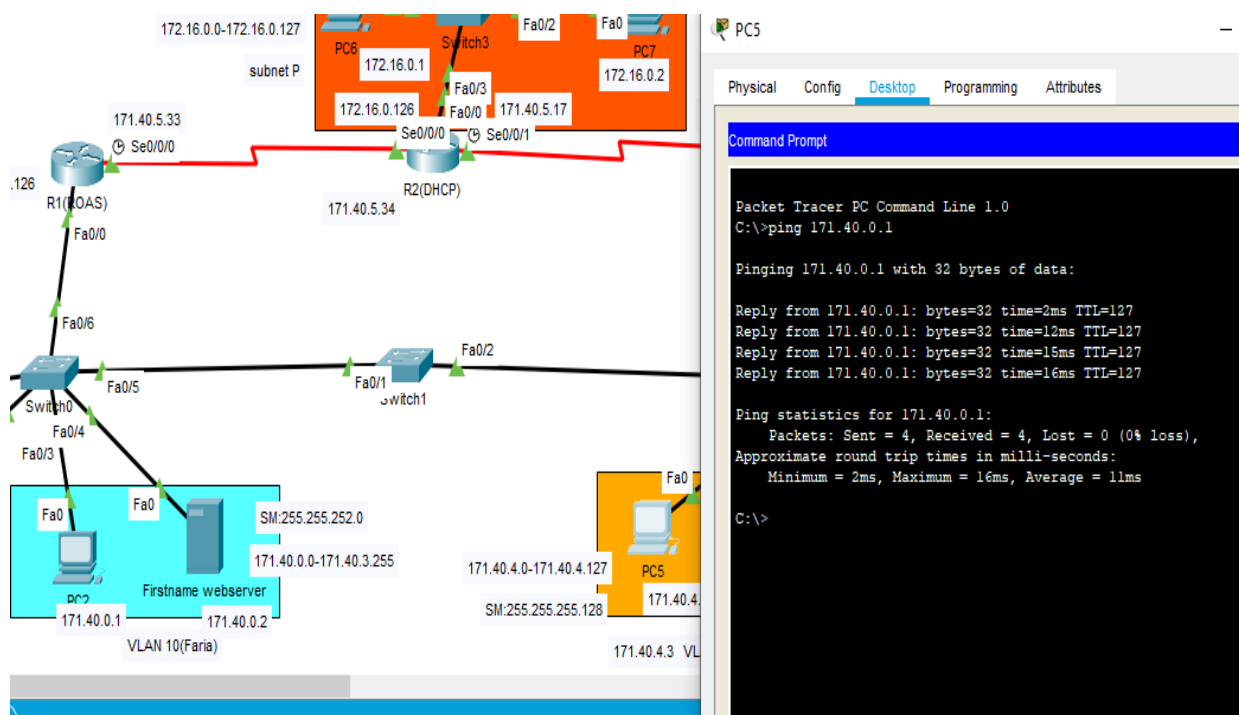 172.16.0.0-172.16.0.127
subnet P
PC6
172.16.0.1
Switch3
Fa0/2
Fa0
PC7
172.16.0.2
Fa0/3
172.16.0.126
Fa0/0
171.40.5.17
Se0/0/0
Se0/0/1
R2(DHCP)
171.40.5.34
171.40.5.33
Se0/0/0
.126
R1(ROAS)
Fa0/0
Fa0/6
Switch0
Fa0/5
Fa0/1
Switch1
Fa0/2
Fa0/4
Fa0/3
Fa0
Fa0
SM:255.255.252.0
171.40.0.0-171.40.3.255
PC2
Firstname webserver
171.40.0.1
171.40.0.2
VLAN 10(Faria)
Fa0
171.40.4.0-171.40.4.127
PC5
SM:255.255.255.128
171.40.4.
171.40.4.3 VL
PC5
Physical Config Desktop Programming Attributes
Command Prompt
Packet Tracer PC Command Line 1.0
C:\>ping 171.40.0.1
Pinging 171.40.0.1 with 32 bytes of data:
Reply from 171.40.0.1: bytes=32 time=2ms TTL=127
Reply from 171.40.0.1: bytes=32 time=12ms TTL=127
Reply from 171.40.0.1: bytes=32 time=15ms TTL=127
Reply from 171.40.0.1: bytes=32 time=16ms TTL=127
Ping statistics for 171.40.0.1:
Packets: Sent = 4, Received = 4, Lost = 0 (0% loss),
Approximate round trip times in milli-seconds:
Minimum = 2ms, Maximum = 16ms, Average = 11ms
C:\>